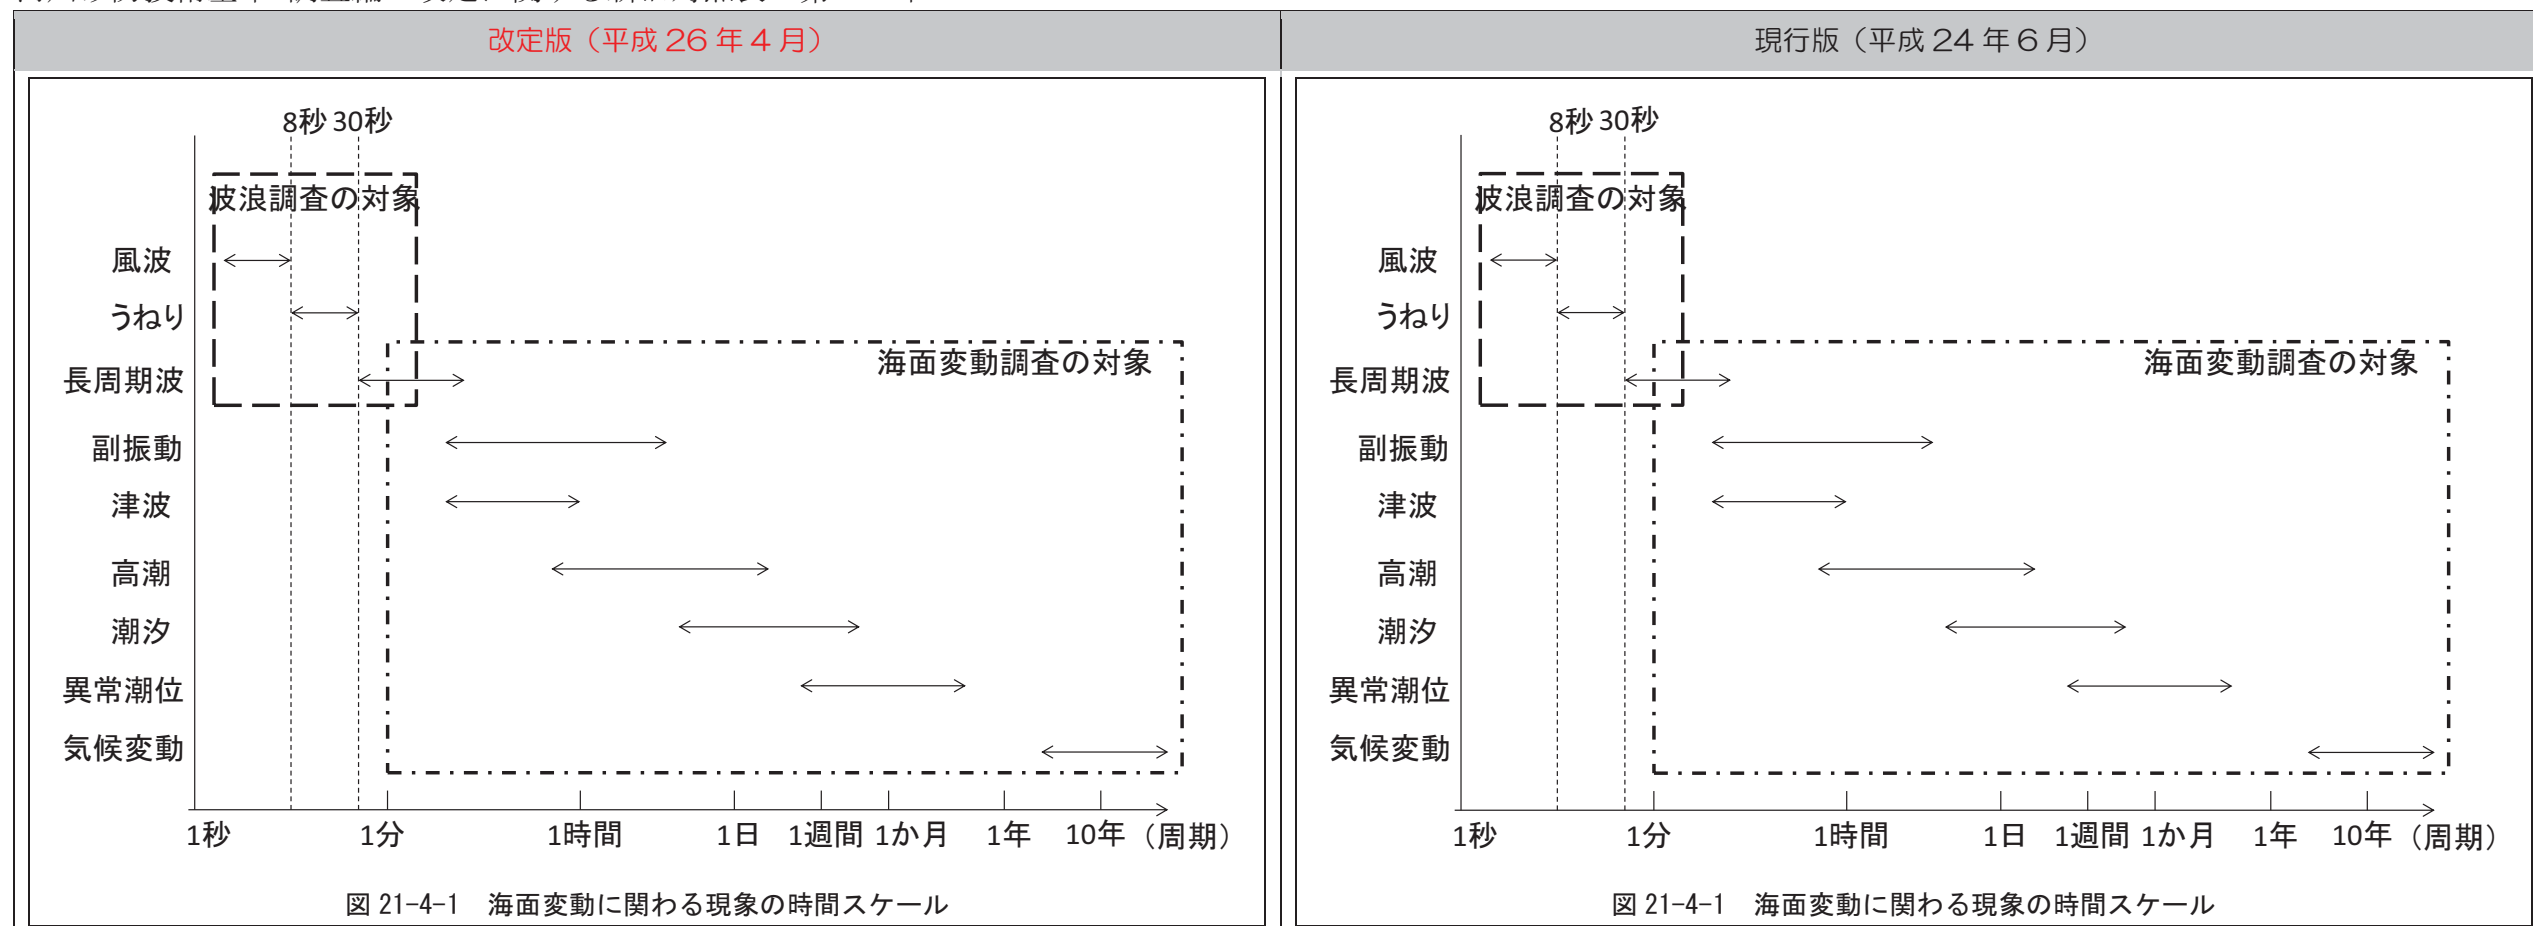 改定版（平成26年4月）
8秒 30秒
波浪調査の対象
風波
うねり
海面変動調査の対象
長周期波
副振動
津波
高潮
潮汐
異常潮位
気候変動
1秒 1分 1時間 1日 1週間 1か月 1年 10年 （周期）
図 21-4-1 海面変動に関わる現象の時間スケール
現行版（平成24年6月）
8秒 30秒
波浪調査の対象
風波
うねり
海面変動調査の対象
長周期波
副振動
津波
高潮
潮汐
異常潮位
気候変動
1秒 1分 1時間 1日 1週間 1か月 1年 10年 （周期）
図 21-4-1 海面変動に関わる現象の時間スケール